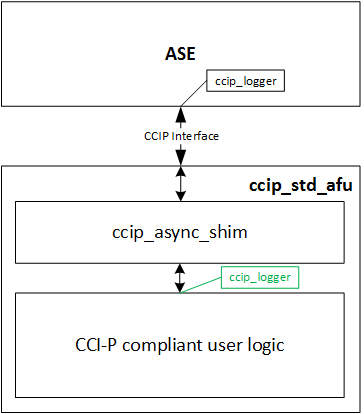 ASE
ccip_logger
CCIP Interface
ccip_std_afu
ccip_async_shim
ccip_logger
CCI-P compliant user logic